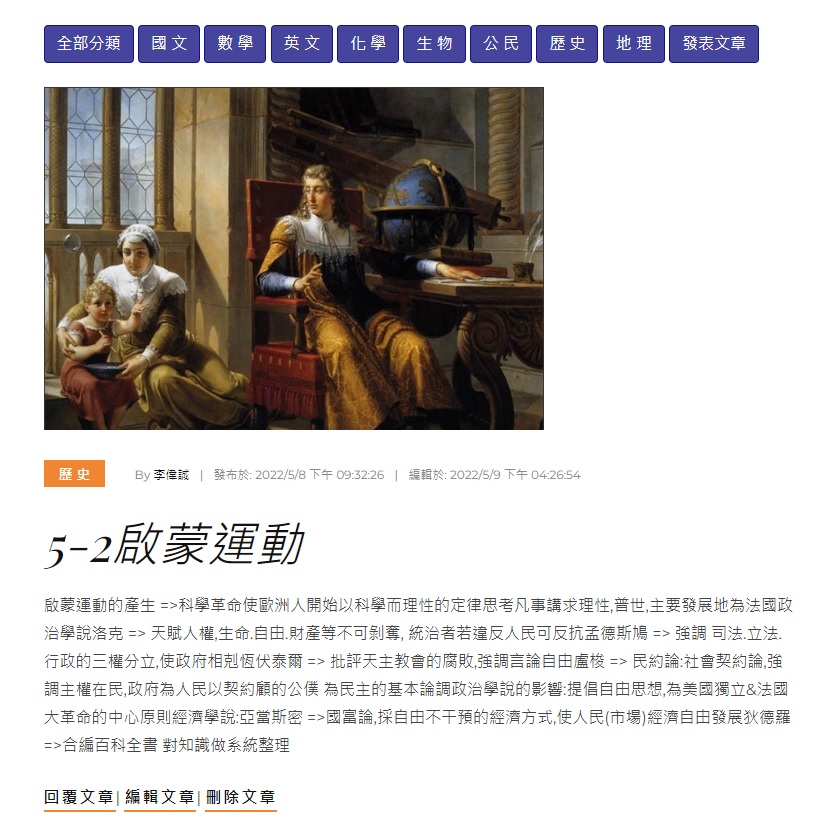 全部分類 國文 數學 英文 化學 生物 公民 歷史 地理 發表文章
歷史 By 李偉誠 | 發布於: 2022/5/8 下午 09:32:26 | 編輯於: 2022/5/9 下午 04:26:54
5-2啟蒙運動
啟蒙運動的產生 =>科學革命使歐洲人開始以科學而理性的定律思考凡事講求理性,普世,主要發展地為法國政
治學說洛克 => 天賦人權,生命.自由.財產等不可剝奪, 統治者若違反人民可反抗孟德斯鳩 => 強調 司法.立法.
行政的三權分立,使政府相剋恆伏泰爾 => 批評天主教會的腐敗,強調言論自由盧梭 => 民約論:社會契約論,強
調主權在民,政府為人民以契約顧的公僕 為民主的基本論調政治學說的影響:提倡自由思想,為美國獨立&法國
大革命的中心原則經濟學說:亞當斯密 =>國富論,採自由不干預的經濟方式,使人民(市場)經濟自由發展狄德羅
=>合編百科全書 對知識做系統整理
回覆文章| 編輯文章| 刪除文章